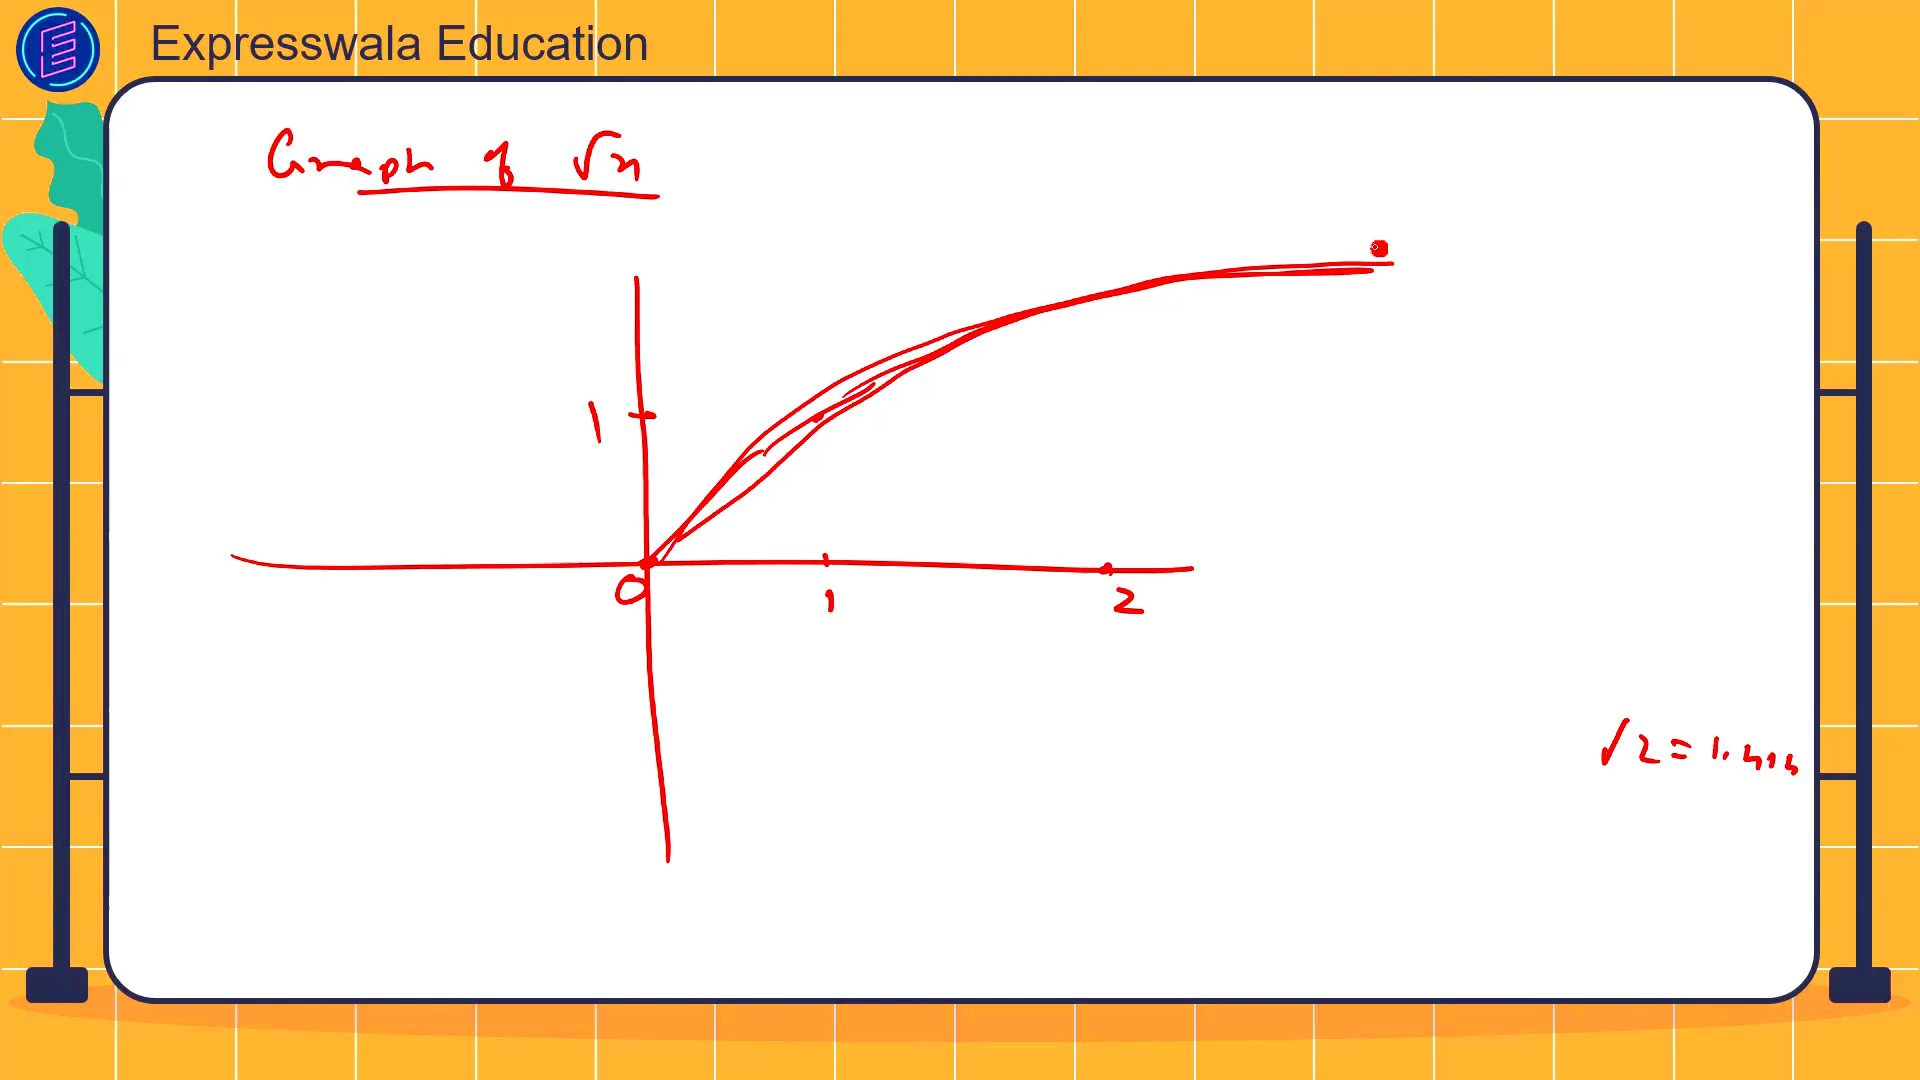 Expresswala Education
Graph of √x
1
0
1
2
√2 = 1.414